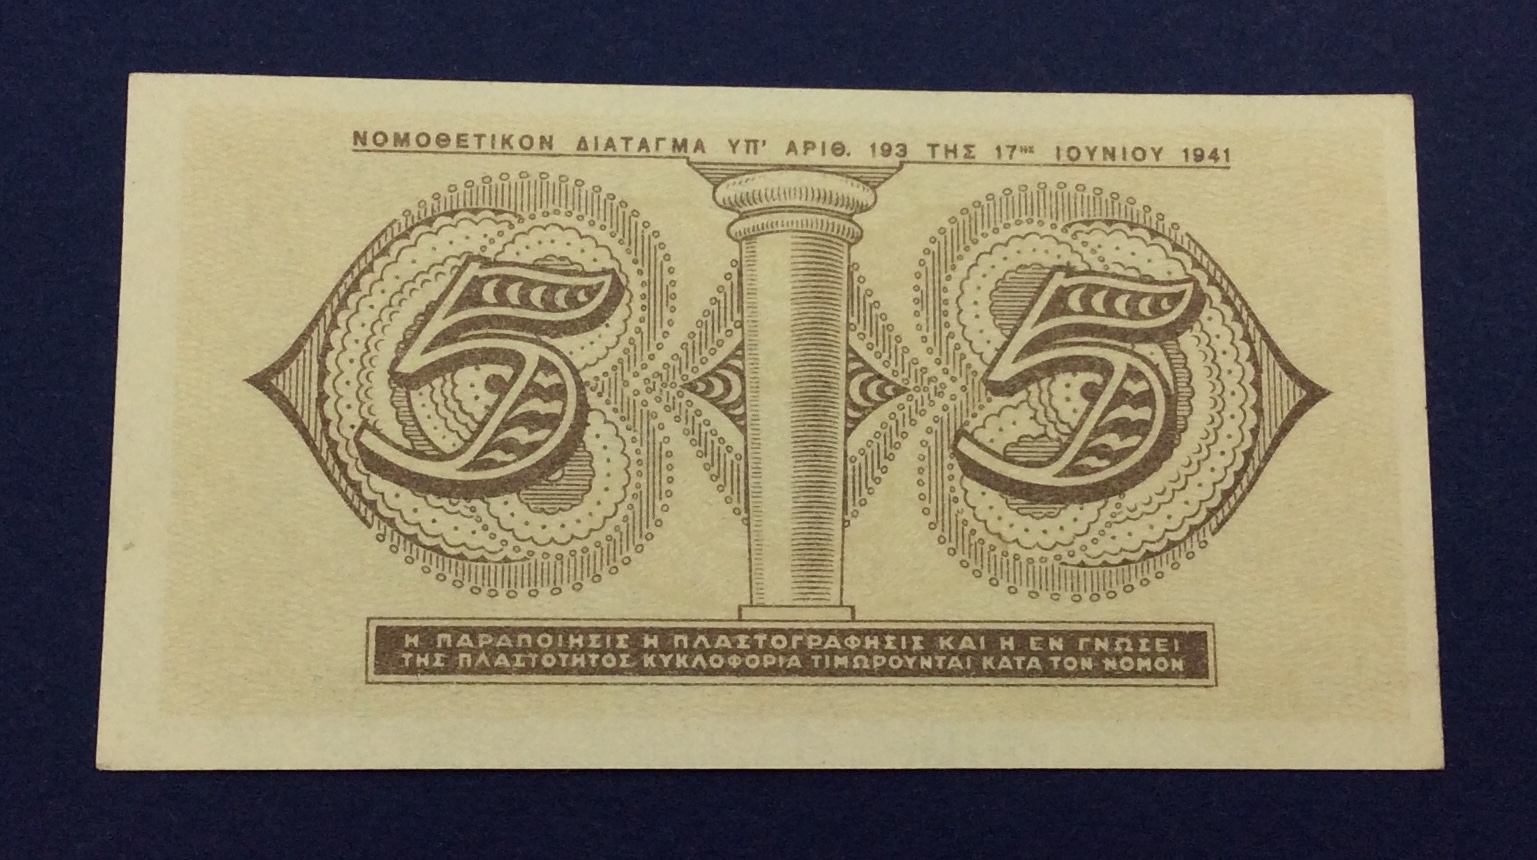 ΝΟΜΟΘΕΤΙΚΟΝ ΔΙΑΤΑΓΜΑ ΥΠ' ΑΡΙΘ. 193 ΤΗΣ 17ΗΣ ΙΟΥΝΙΟΥ 1941
5 5
Η ΠΑΡΑΠΟΙΗΣΙΣ Η ΠΛΑΣΤΟΓΡΑΦΗΣΙΣ ΚΑΙ Η ΕΝ ΓΝΩΣΕΙ
ΤΗΣ ΠΛΑΣΤΟΤΗΤΟΣ ΚΥΚΛΟΦΟΡΙΑ ΤΙΜΩΡΟΥΝΤΑΙ ΚΑΤΑ ΤΟΝ ΝΟΜΟΝ